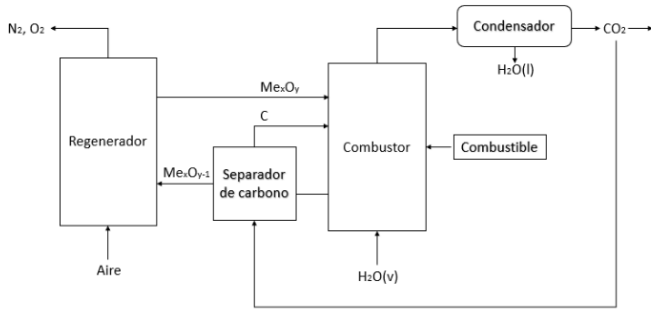 N₂, O₂
Condensador
CO₂
H₂O(l)
MeₓOᵧ
C
Regenerador
Combustor
Combustible
MeₓOᵧ₋₁
Separador
de carbono
Aire
H₂O(v)